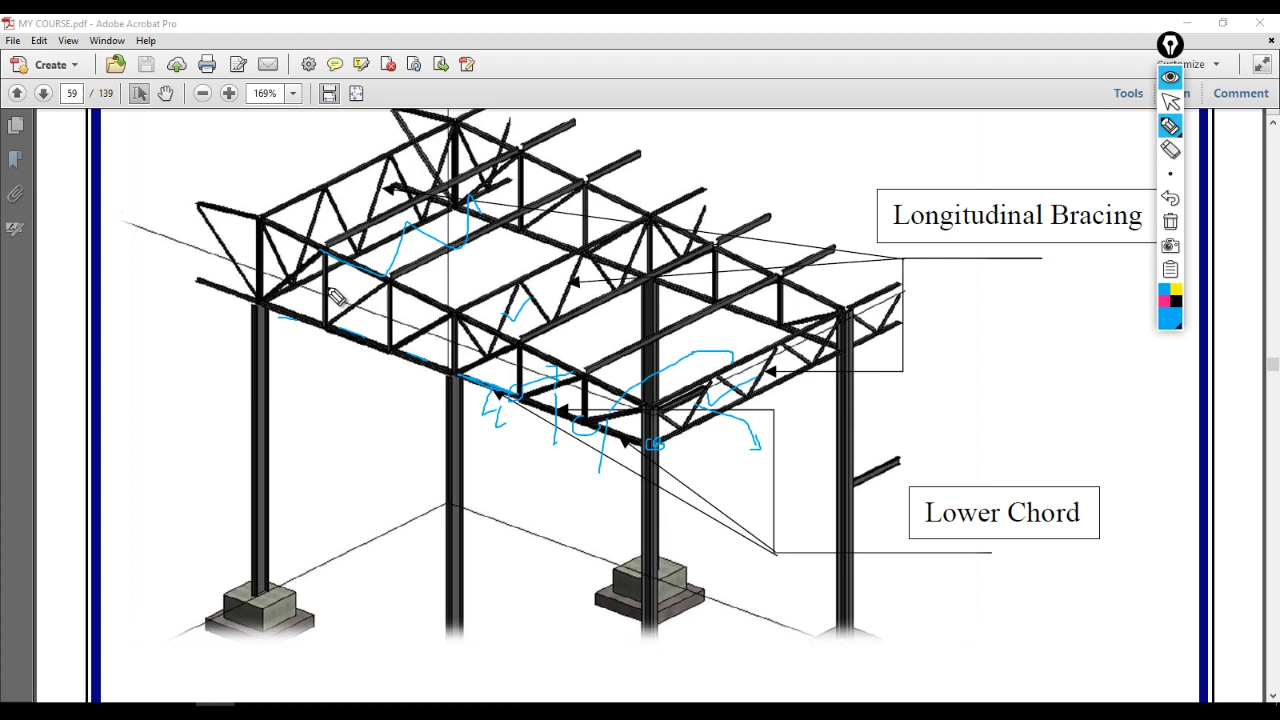 MY COURSE.pdf - Adobe Acrobat Pro
File Edit View Window Help
Create
Customize
59 / 139
169%
Tools
Comment
Longitudinal Bracing
Lower Chord